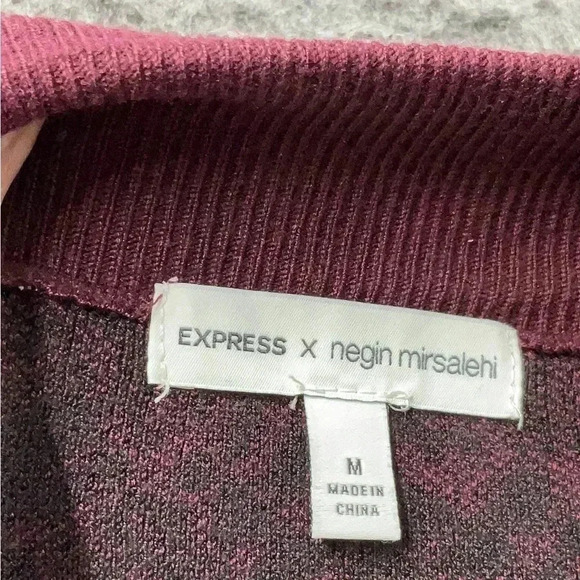 EXPRESS X negin mirsalehi
M
MADE IN
CHINA